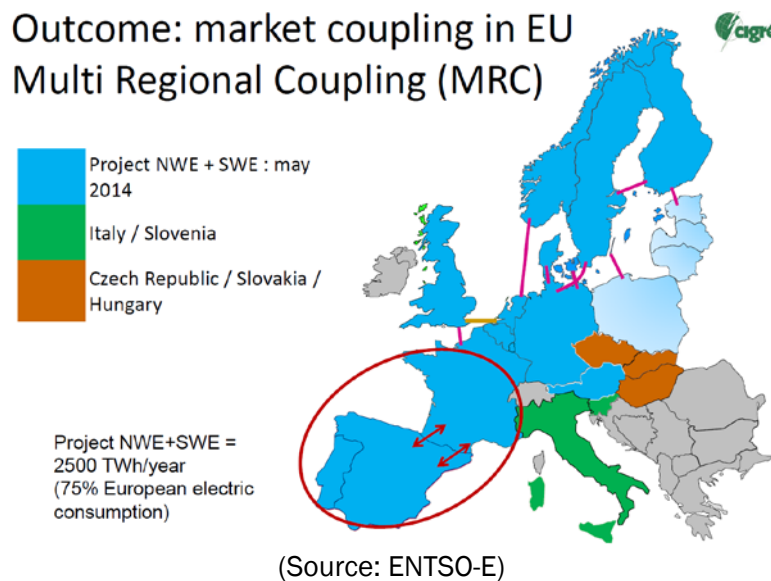 Outcome: market coupling in EU
Multi Regional Coupling (MRC)
cigré
Project NWE + SWE : may
2014
Italy / Slovenia
Czech Republic / Slovakia /
Hungary
Project NWE+SWE =
2500 TWh/year
(75% European electric
consumption)
(Source: ENTSO-E)